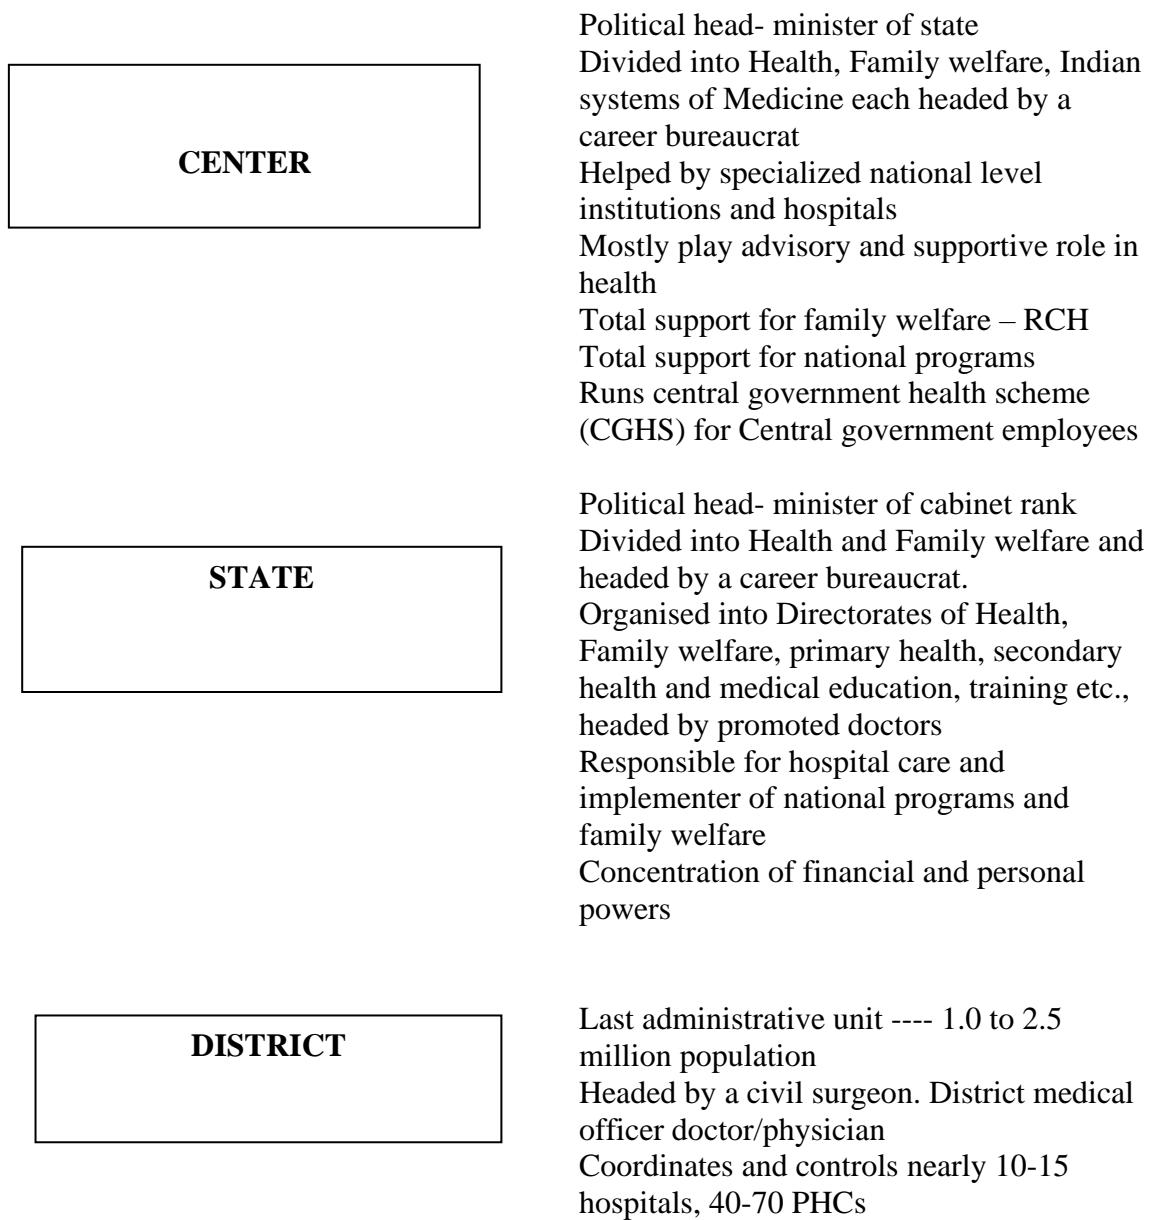 CENTER
Political head- minister of state
Divided into Health, Family welfare, Indian
systems of Medicine each headed by a
career bureaucrat
Helped by specialized national level
institutions and hospitals
Mostly play advisory and supportive role in
health
Total support for family welfare – RCH
Total support for national programs
Runs central government health scheme
(CGHS) for Central government employees
STATE
Political head- minister of cabinet rank
Divided into Health and Family welfare and
headed by a career bureaucrat.
Organised into Directorates of Health,
Family welfare, primary health, secondary
health and medical education, training etc.,
headed by promoted doctors
Responsible for hospital care and
implementer of national programs and
family welfare
Concentration of financial and personal
powers
DISTRICT
Last administrative unit ---- 1.0 to 2.5
million population
Headed by a civil surgeon. District medical
officer doctor/physician
Coordinates and controls nearly 10-15
hospitals, 40-70 PHCs